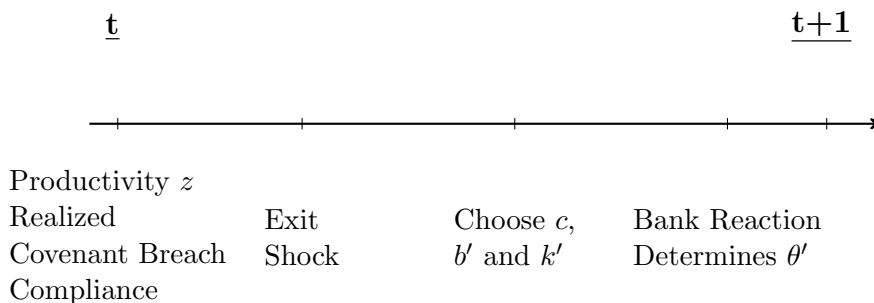 t
t+1
Productivity z
Realized
Covenant Breach
Compliance
Exit
Shock
Choose c,
b′ and k′
Bank Reaction
Determines θ′